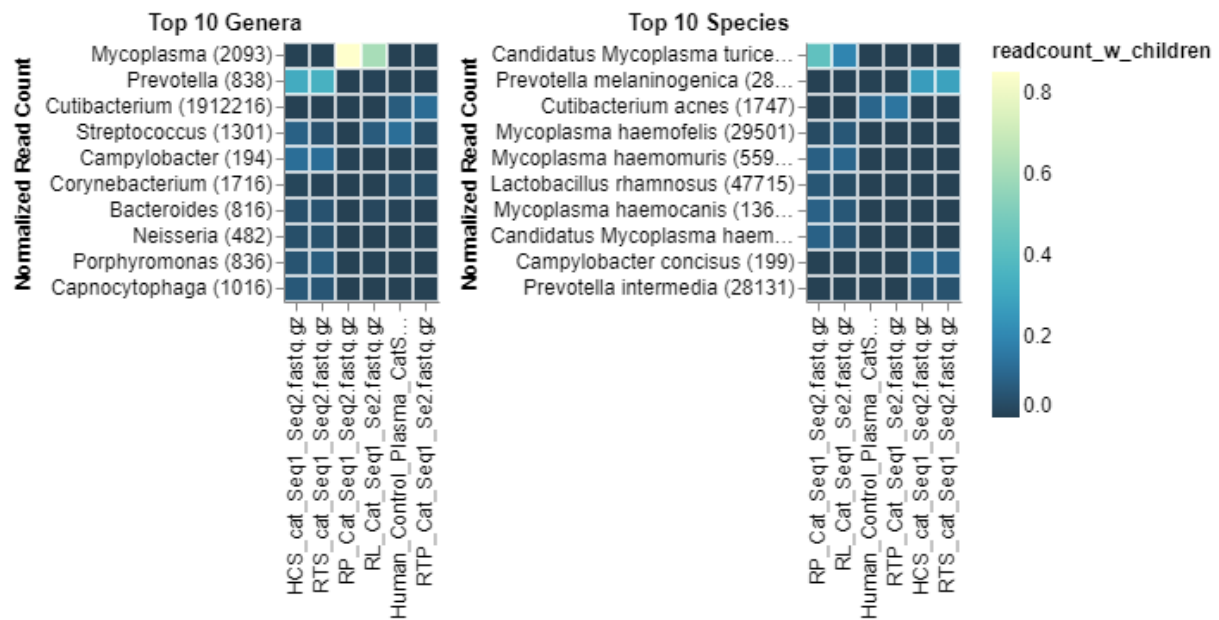 Top 10 Genera
Normalized Read Count
Mycoplasma (2093)
Prevotella (838)
Cutibacterium (1912216)
Streptococcus (1301)
Campylobacter (194)
Corynebacterium (1716)
Bacteroides (816)
Neisseria (482)
Porphyromonas (836)
Capnocytophaga (1016)
HCS_cat_Seq1_Seq2.fastq.gz
RTS_cat_Seq1_Seq2.fastq.gz
RP_Cat_Seq1_Seq2.fastq.gz
RL_Cat_Seq1_Se2.fastq.gz
Human_Control_Plasma_CatS…
RTP_Cat_Seq1_Se2.fastq.gz
Top 10 Species
Normalized Read Count
Candidatus Mycoplasma turice…
Prevotella melaninogenica (28…
Cutibacterium acnes (1747)
Mycoplasma haemofelis (29501)
Mycoplasma haemomuris (559…
Lactobacillus rhamnosus (47715)
Mycoplasma haemocanis (136…
Candidatus Mycoplasma haem…
Campylobacter concisus (199)
Prevotella intermedia (28131)
RP_Cat_Seq1_Seq2.fastq.gz
RL_Cat_Seq1_Se2.fastq.gz
Human_Control_Plasma_CatS…
RTP_Cat_Seq1_Se2.fastq.gz
HCS_cat_Seq1_Seq2.fastq.gz
RTS_cat_Seq1_Seq2.fastq.gz
readcount_w_children
0.8
0.6
0.4
0.2
0.0